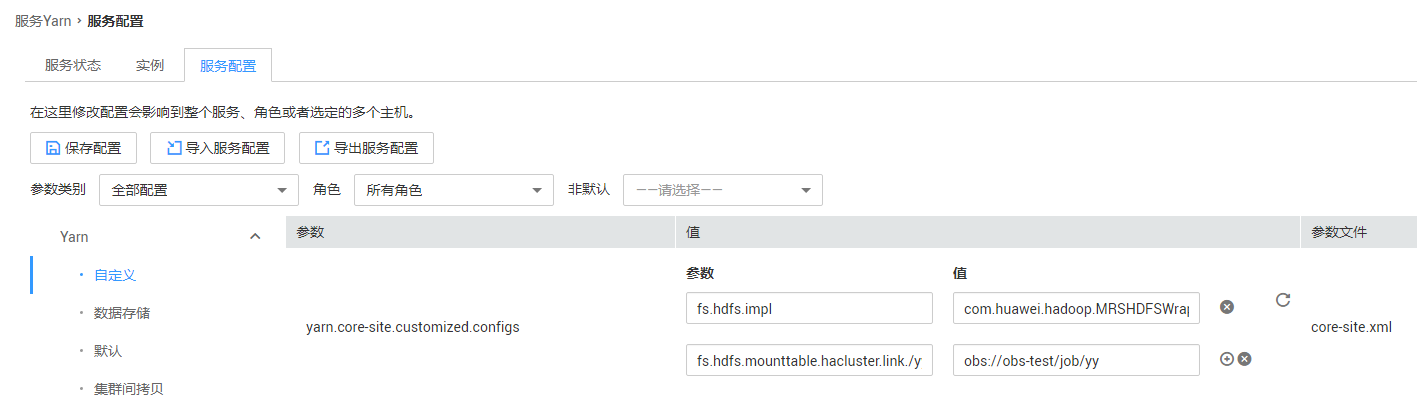 服务Yarn › 服务配置
服务状态 实例 服务配置
在这里修改配置会影响到整个服务、角色或者选定的多个主机。
保存配置 导入服务配置 导出服务配置
参数类别 全部配置 角色 所有角色 非默认 ——请选择——
Yarn 参数 值 参数文件
自定义 参数 值
数据存储 fs.hdfs.impl com.huawei.hadoop.MRSHDFSWrap
yarn.core-site.customized.configs core-site.xml
默认 fs.hdfs.mounttable.hacluster.link./y obs://obs-test/job/yy
集群间拷贝